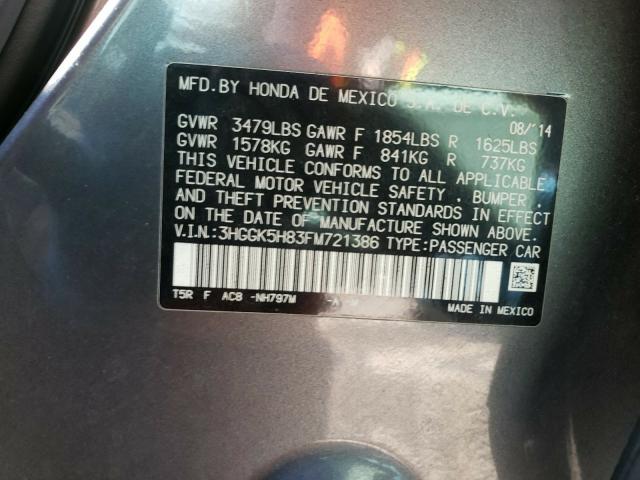 MFD.BY HONDA DE MEXICO S.A. DE C.V.
08/'14
GVWR 3479LBS GAWR F 1854LBS R 1625LBS
GVWR 1578KG GAWR F 841KG R 737KG
THIS VEHICLE CONFORMS TO ALL APPLICABLE
FEDERAL MOTOR VEHICLE SAFETY , BUMPER ,
AND THEFT PREVENTION STANDARDS IN EFFECT
ON THE DATE OF MANUFACTURE SHOWN ABOVE.
V.I.N.:3HGGK5H83FM721386 TYPE:PASSENGER CAR
T5R F AC8 -NH797M
MADE IN MEXICO